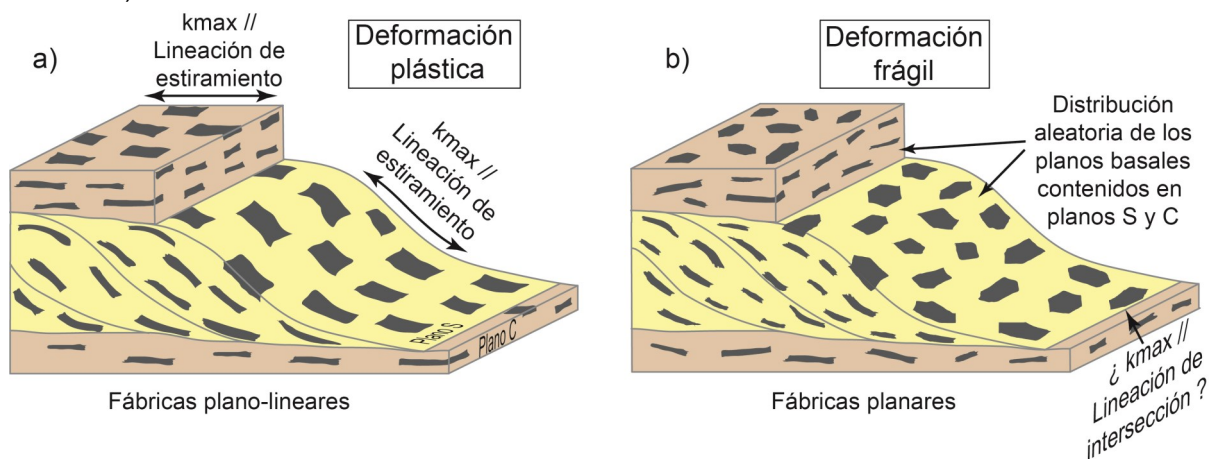 a)
kmax //
Lineación de
estiramiento
Deformación
plástica
kmax //
Lineación de
estiramiento
Plano S
Plano C
Fábricas plano-lineares
b)
Deformación
frágil
Distribución
aleatoria de los
planos basales
contenidos en
planos S y C
¿ kmax //
Lineación de
intersección ?
Fábricas planares